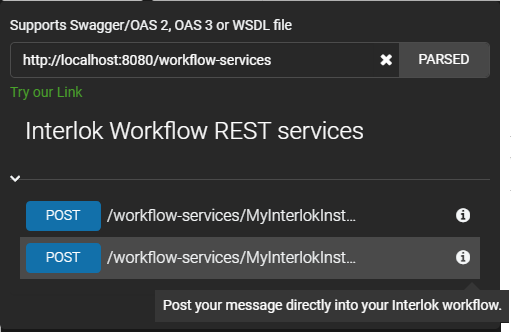 Supports Swagger/OAS 2, OAS 3 or WSDL file
http://localhost:8080/workflow-services
PARSED
Try our Link
Interlok Workflow REST services
POST /workflow-services/MyInterlokInst...
POST /workflow-services/MyInterlokInst...
Post your message directly into your Interlok workflow.